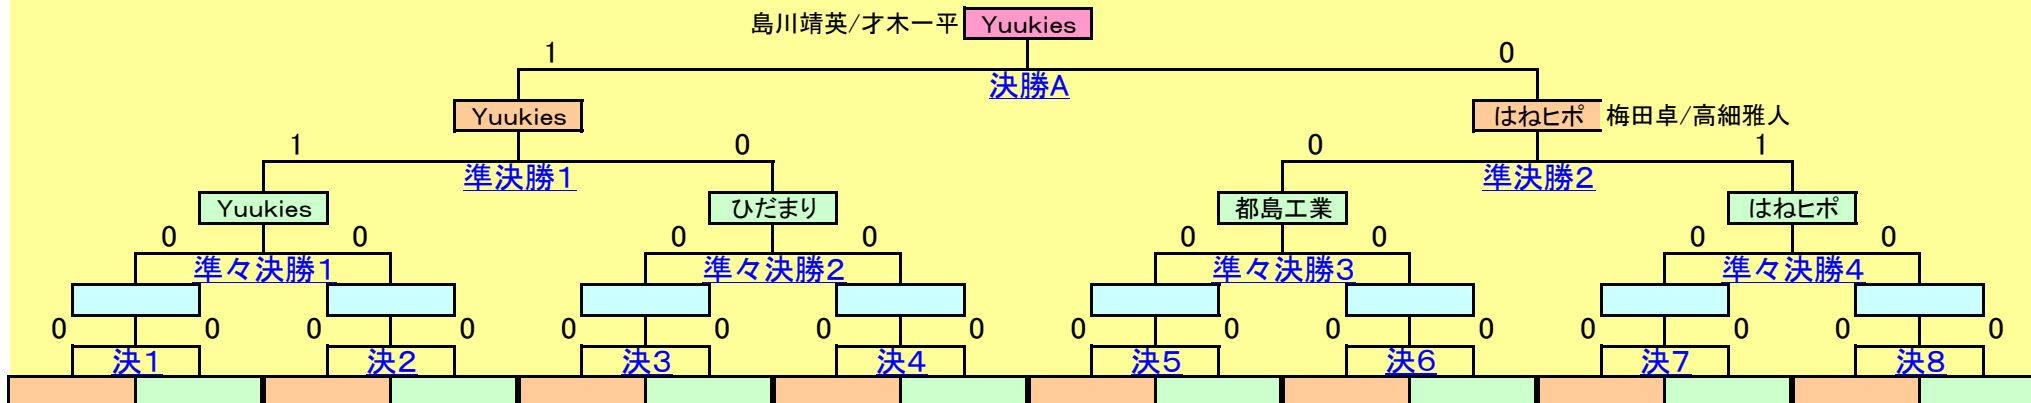 島川靖英/才木一平 Yuukies
1 0
決勝A
Yuukies はねヒポ 梅田卓/高細雅人
1 0 0 1
準決勝1 準決勝2
Yuukies ひだまり 都島工業 はねヒポ
0 0 0 0 0 0 0 0
準々決勝1 準々決勝2 準々決勝3 準々決勝4
0 0 0 0 0 0 0 0 0 0 0 0 0 0 0 0
決1 決2 決3 決4 決5 決6 決7 決8